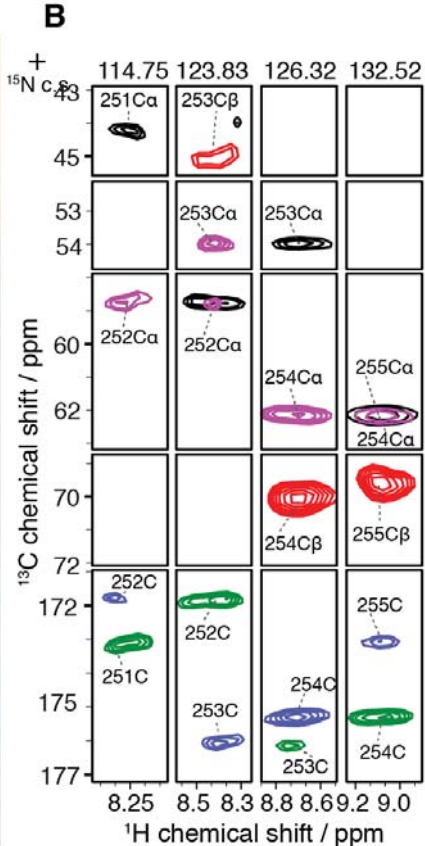 B
+
15N c.s.
114.75 123.83 126.32 132.52
43
251Cα 253Cβ
45
53
253Cα 253Cα
54
252Cα 252Cα
60
254Cα 255Cα
62
254Cα
70
254Cβ 255Cβ
72
252C
172
252C 255C
251C
175
253C 254C
253C 254C
177
8.25 8.5 8.3 8.8 8.6 9.2 9.0
13C chemical shift / ppm
1H chemical shift / ppm